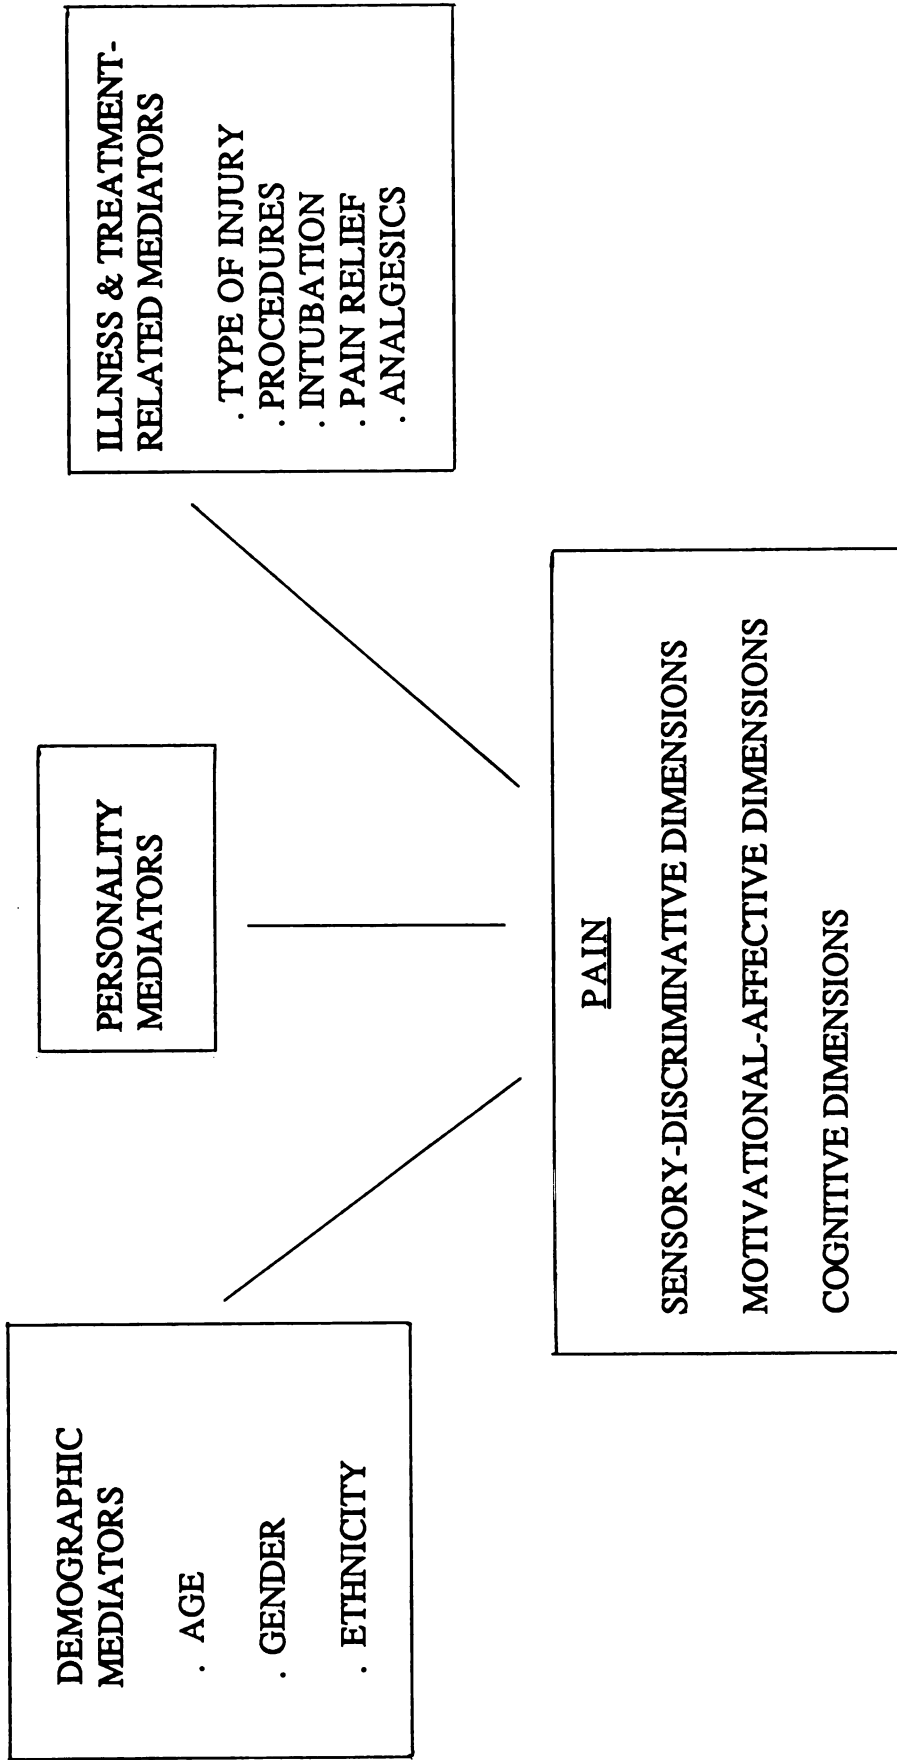 DEMOGRAPHIC
MEDIATORS
. AGE
. GENDER
. ETHNICITY
PERSONALITY
MEDIATORS
ILLNESS & TREATMENT-
RELATED MEDIATORS
. TYPE OF INJURY
. PROCEDURES
. INTUBATION
. PAIN RELIEF
. ANALGESICS
PAIN
SENSORY-DISCRIMINATIVE DIMENSIONS
MOTIVATIONAL-AFFECTIVE DIMENSIONS
COGNITIVE DIMENSIONS